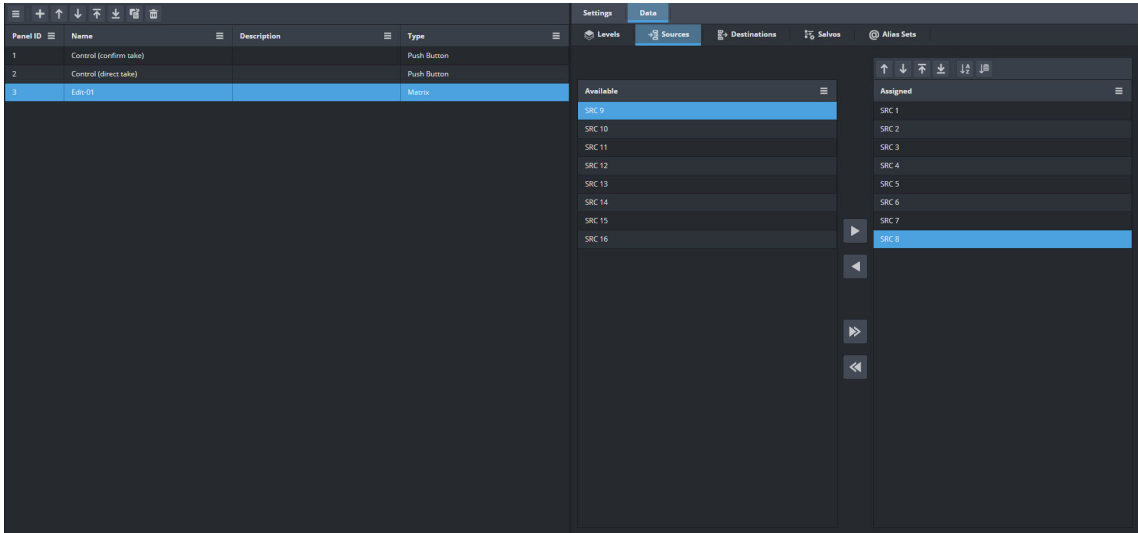 Settings Data
Panel ID Name Description Type
Levels Sources Destinations Salvos Alias Sets
1 Control (confirm take) Push Button
2 Control (direct take) Push Button
3 Edit-01 Matrix
Available Assigned
SRC 9 SRC 1
SRC 10 SRC 2
SRC 11 SRC 3
SRC 12 SRC 4
SRC 13 SRC 5
SRC 14 SRC 6
SRC 15 SRC 7
SRC 16 SRC 8